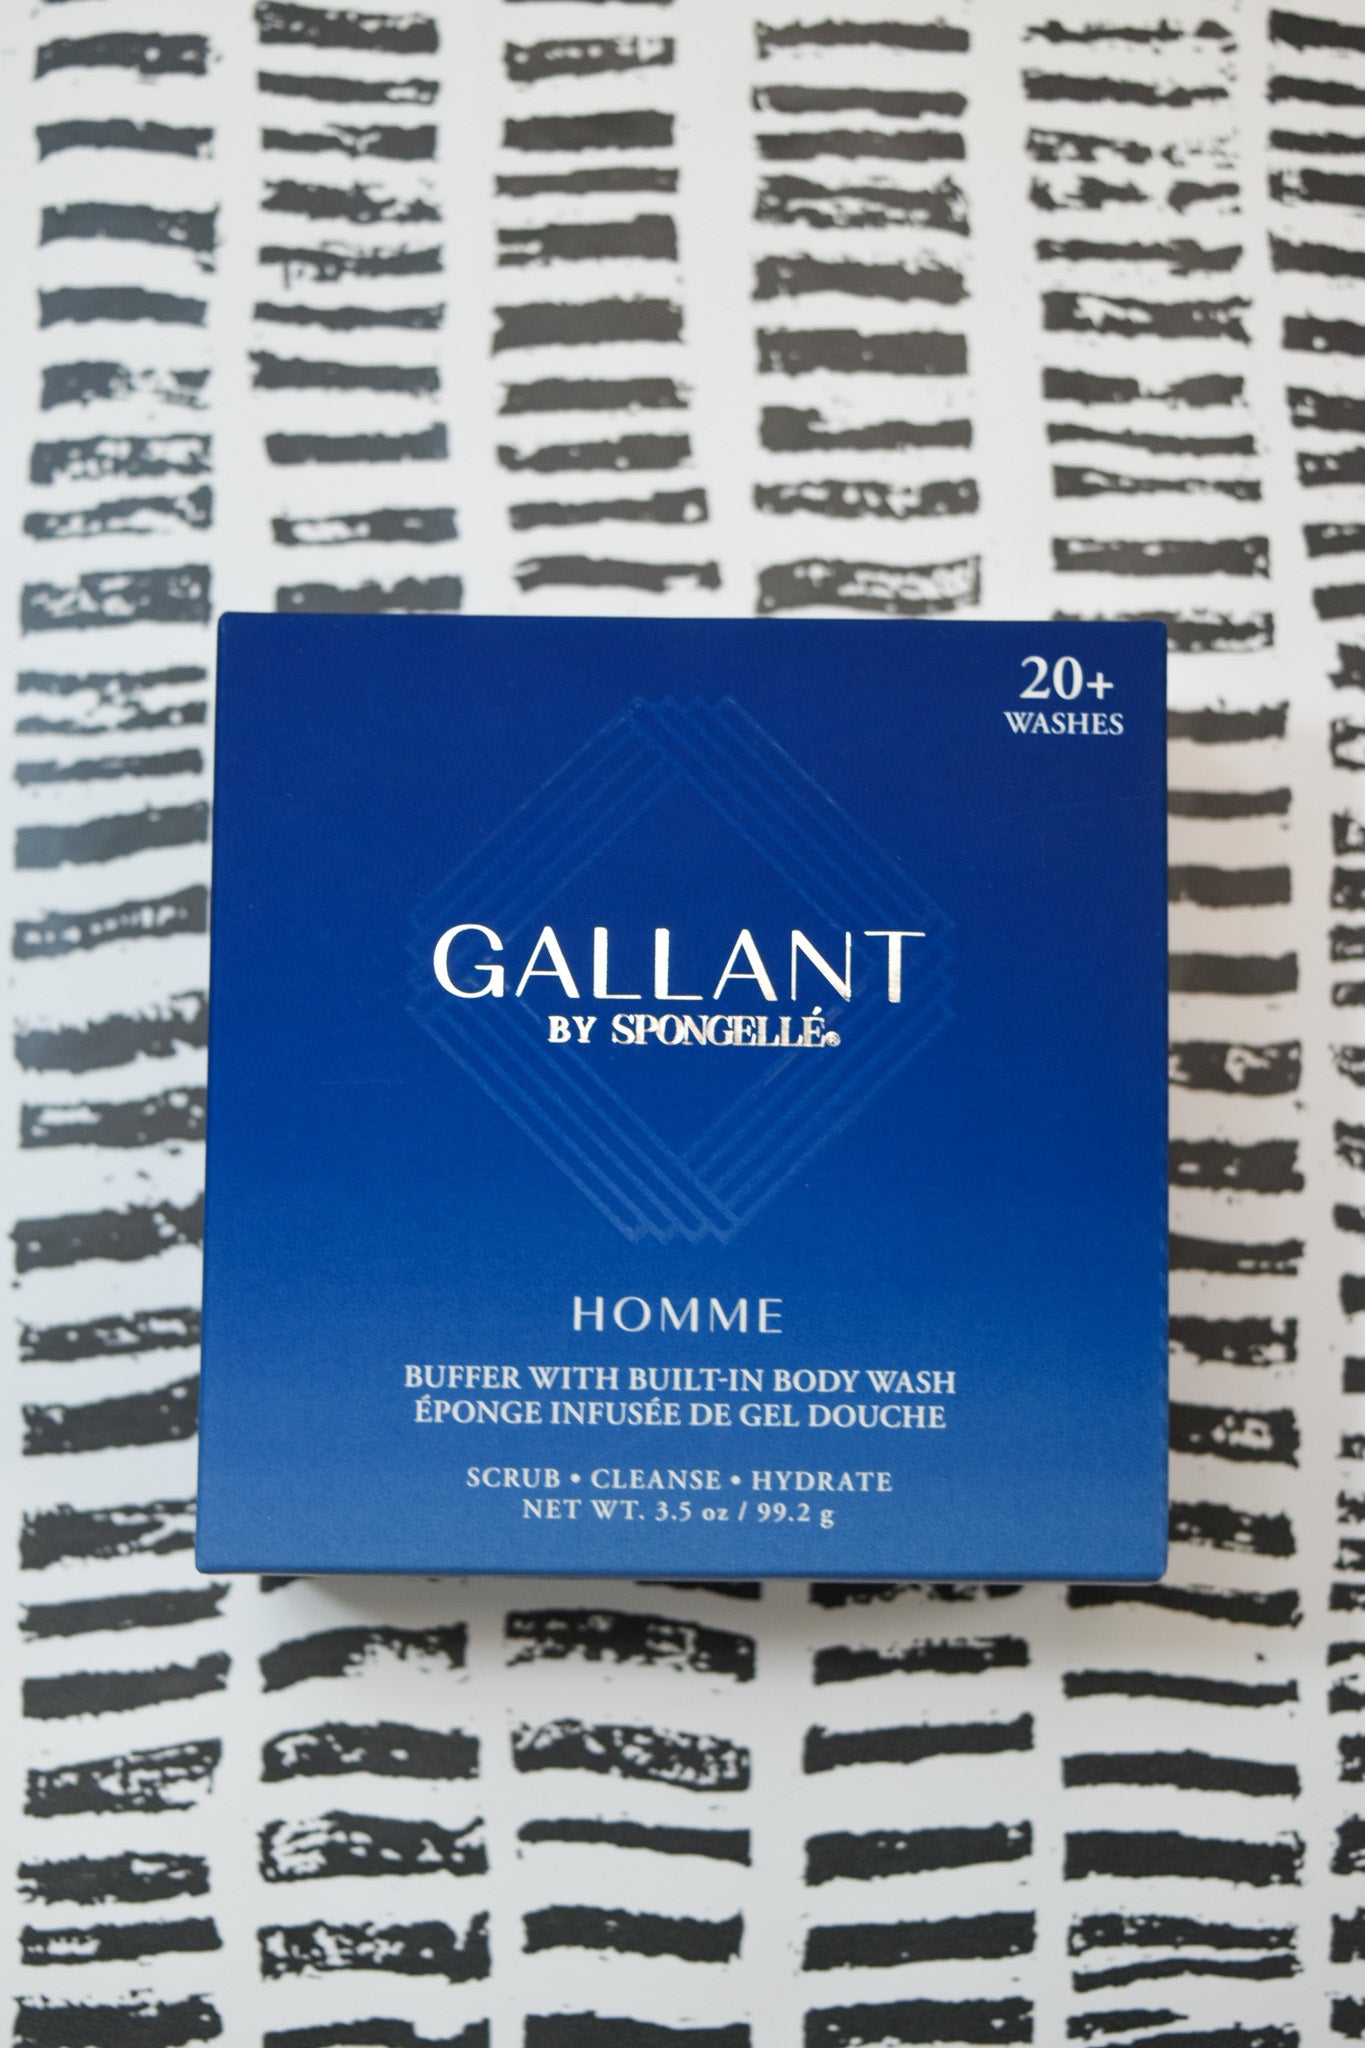 20+
WASHES
GALLANT
BY SPONGELLÉ®
HOMME
BUFFER WITH BUILT-IN BODY WASH
ÉPONGE INFUSÉE DE GEL DOUCHE
SCRUB • CLEANSE • HYDRATE
NET WT. 3.5 oz / 99.2 g